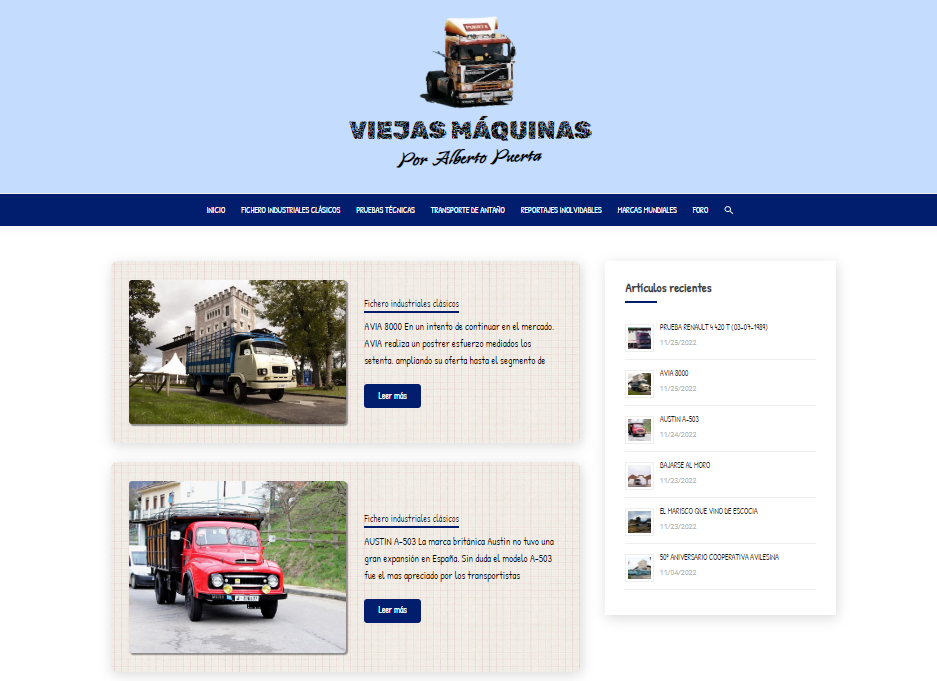 PUERTA
VIEJAS MÁQUINAS
Por Alberto Puerta
INICIO FICHERO INDUSTRIALES CLÁSICOS PRUEBAS TÉCNICAS TRANSPORTE DE ANTAÑO REPORTAJES INOLVIDABLES MARCAS MUNDIALES FORO
Fichero industriales clásicos
AVIA 8000 En un intento de continuar en el mercado,
AVIA realiza un postrer esfuerzo mediados los
setenta, ampliando su oferta hasta el segmento de
Leer más
Fichero industriales clásicos
AUSTIN A-503 La marca británica Austin no tuvo una
gran expansión en España. Sin duda el modelo A-503
fue el mas apreciado por los transportistas
Leer más
Artículos recientes
PRUEBA RENAULT 4 420 T (03-07-1989)
11/25/2022
AVIA 8000
11/25/2022
AUSTIN A-503
11/24/2022
BAJARSE AL MORO
11/23/2022
EL MARISCO QUE VINO DE ESCOCIA
11/23/2022
50º ANIVERSARIO COOPERATIVA AVILESINA
11/04/2022